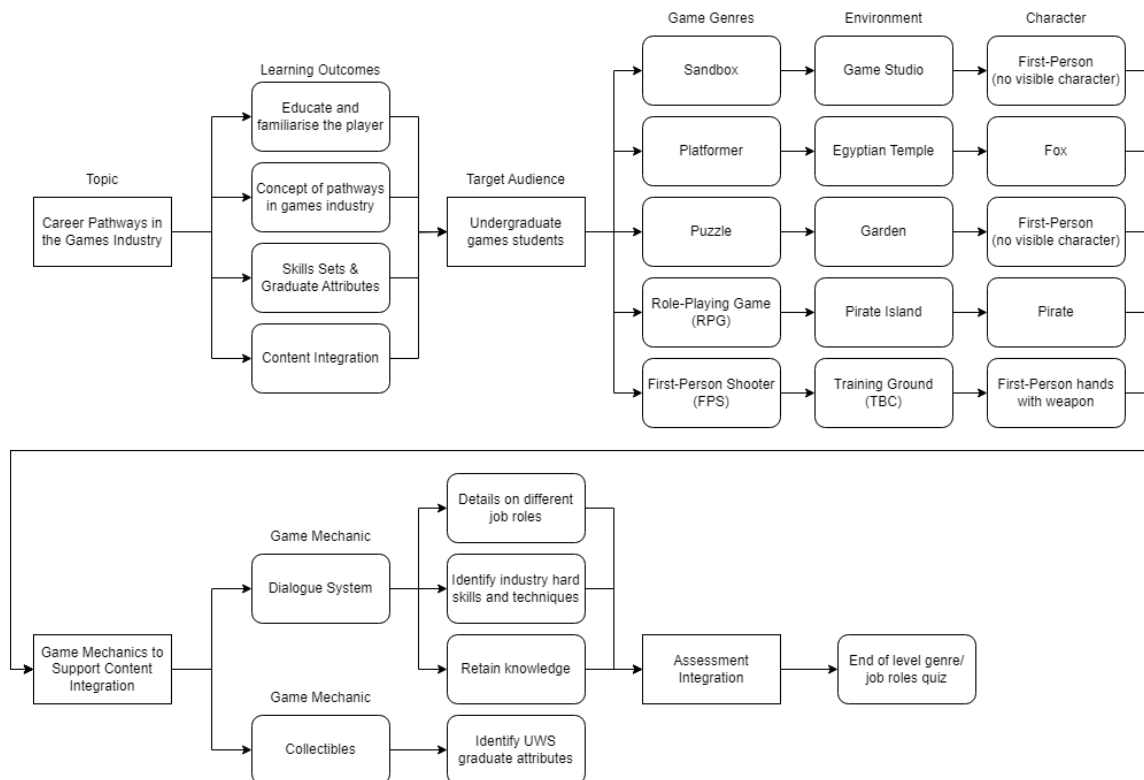 Game Genres
Environment
Character
Sandbox
Game Studio
First-Person
(no visible character)
Learning Outcomes
Educate and
familiarise the player
Platformer
Egyptian Temple
Fox
Topic
Career Pathways in
the Games Industry
Concept of pathways
in games industry
Target Audience
Undergraduate
games students
Puzzle
Garden
First-Person
(no visible character)
Skills Sets &
Graduate Attributes
Role-Playing Game
(RPG)
Pirate Island
Pirate
Content Integration
First-Person Shooter
(FPS)
Training Ground
(TBC)
First-Person hands
with weapon
Details on different
job roles
Game Mechanic
Dialogue System
Identify industry hard
skills and techniques
Game Mechanics to
Support Content
Integration
Retain knowledge
Assessment
Integration
End of level genre/
job roles quiz
Game Mechanic
Collectibles
Identify UWS
graduate attributes